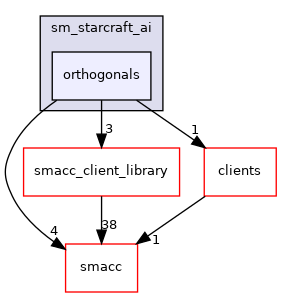 sm_starcraft_ai
orthogonals
3
1
smacc_client_library
clients
4
38
1
smacc